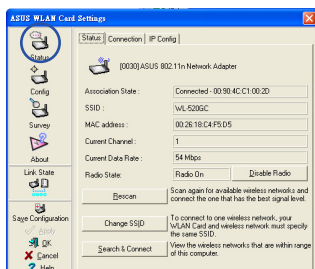 ASUS WLAN Card Settings
Status
Config
Survey
About
Link State
Save Configuration
Apply
OK
Cancel
Help
Status Connection IP Config
[0030] ASUS 802.11n Network Adapter
Association State : Connected - 00:90:4C:C1:00:2D
SSID : WL-520GC
MAC address : 00:26:18:C4:F5:D5
Current Channel : 1
Current Data Rate : 54 Mbps
Radio State: Radio On Disable Radio
Rescan Scan again for available wireless networks and
connect the one that has the best signal level.
Change SSID To connect to one wireless network, your
WLAN Card and wireless network must specify
the same SSID.
Search & Connect View the wireless networks that are within range
of this computer.